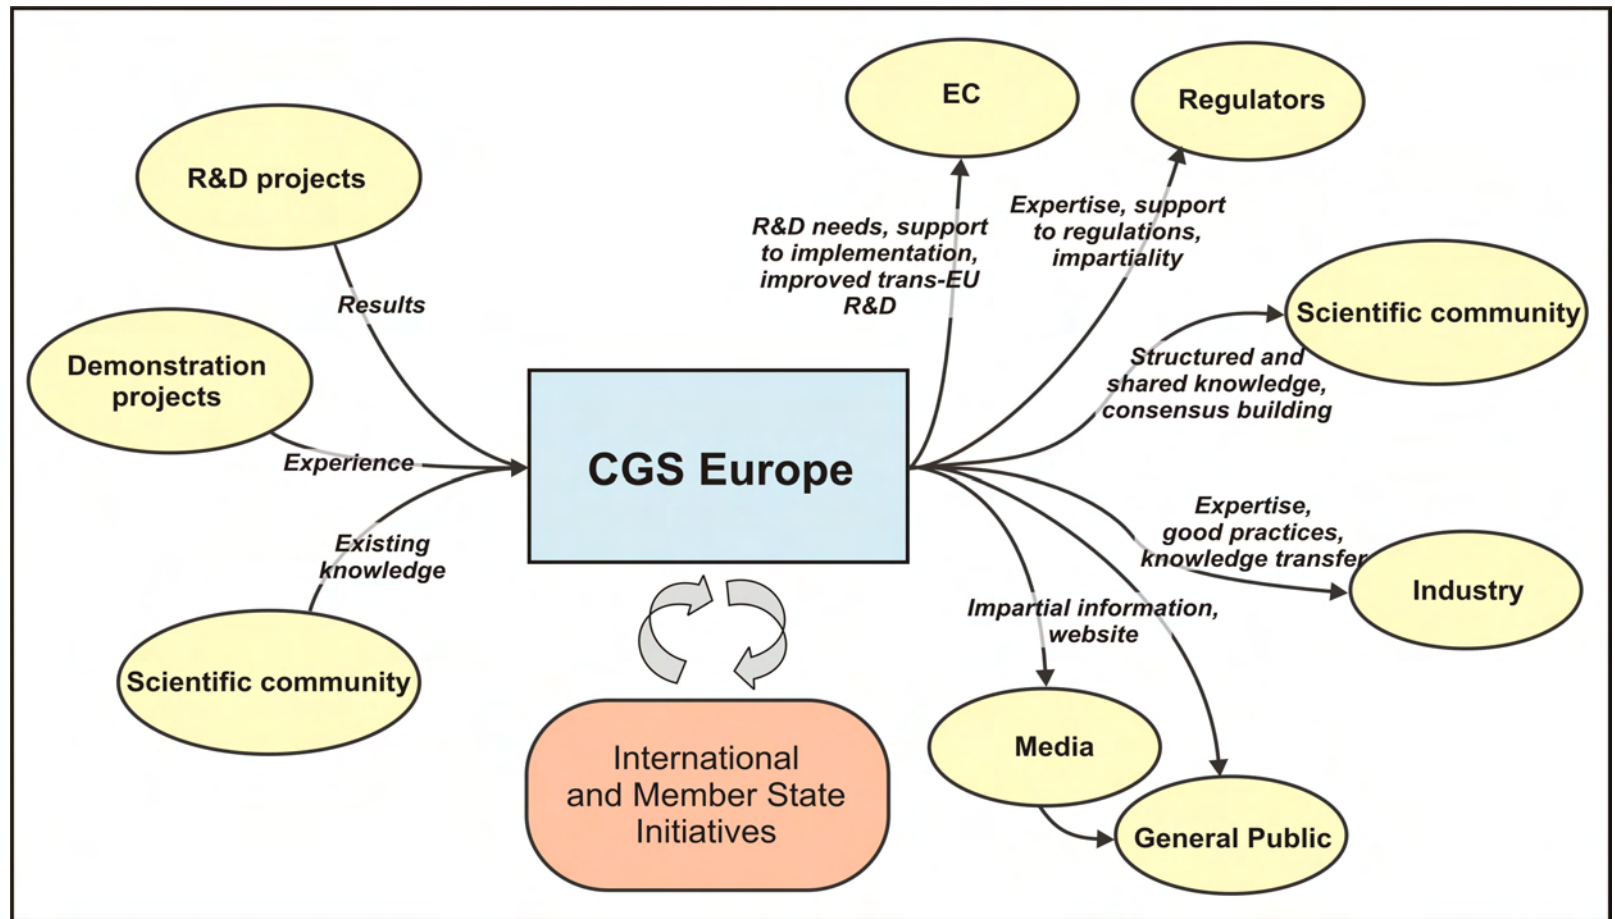 R&D projects
Results
Demonstration
projects
Experience
Existing
knowledge
Scientific community
CGS Europe
International
and Member State
Initiatives
EC
R&D needs, support
to implementation,
improved trans-EU
R&D
Regulators
Expertise, support
to regulations,
impartiality
Scientific community
Structured and
shared knowledge,
consensus building
Expertise,
good practices,
knowledge transfer
Industry
Impartial information,
website
Media
General Public